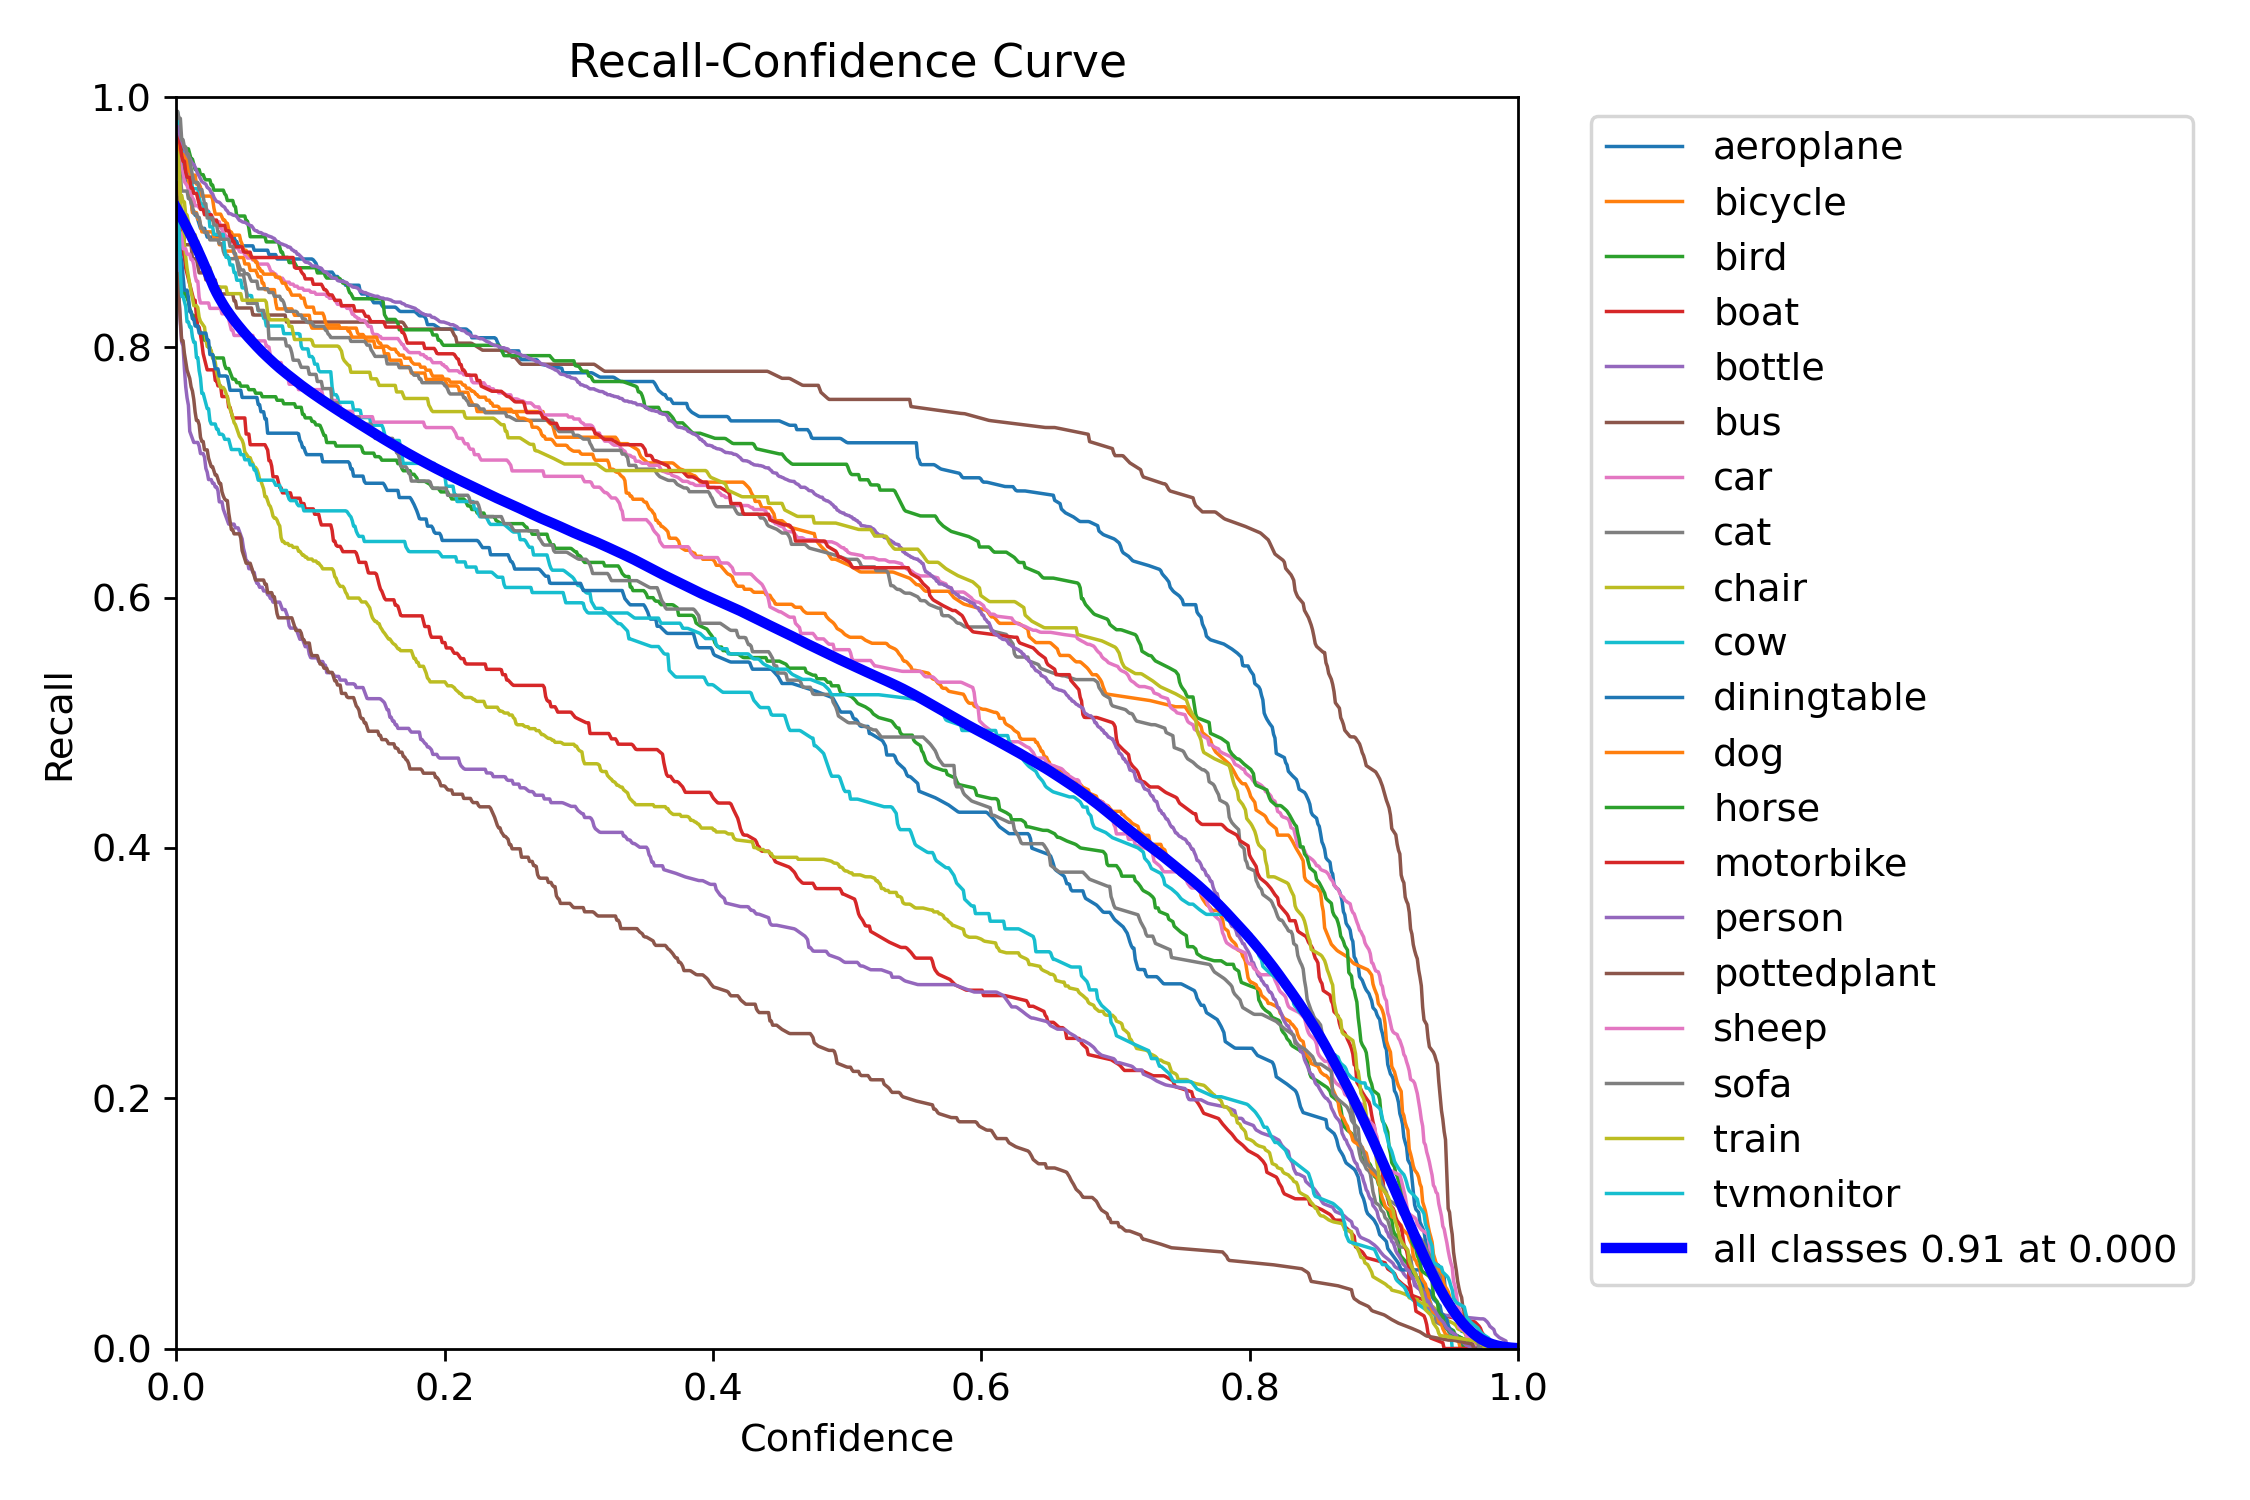 Recall-Confidence Curve
1.0
0.8
0.6
0.4
0.2
0.0
Recall
0.0 0.2 0.4 0.6 0.8 1.0
Confidence
aeroplane
bicycle
bird
boat
bottle
bus
car
cat
chair
cow
diningtable
dog
horse
motorbike
person
pottedplant
sheep
sofa
train
tvmonitor
all classes 0.91 at 0.000